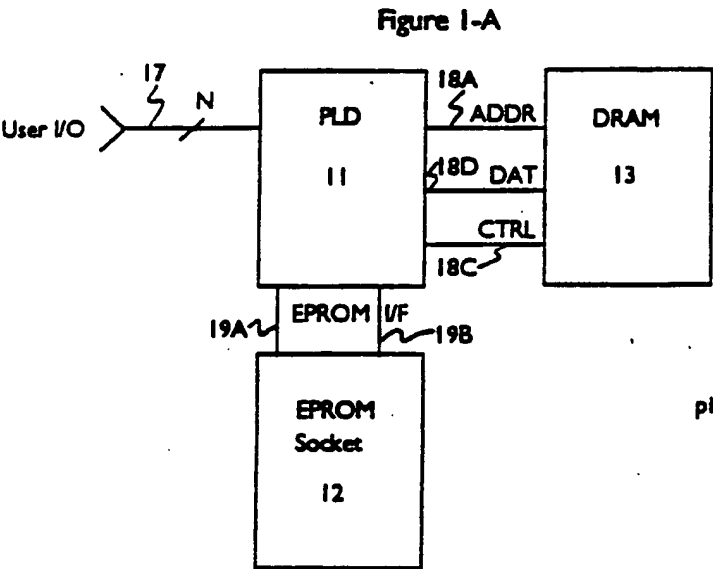 Figure 1-A
17
N
User I/O
PLD
11
18A
ADDR
18D
DAT
CTRL
18C
DRAM
13
19A
EPROM I/F
19B
EPROM
Socket
12
pi